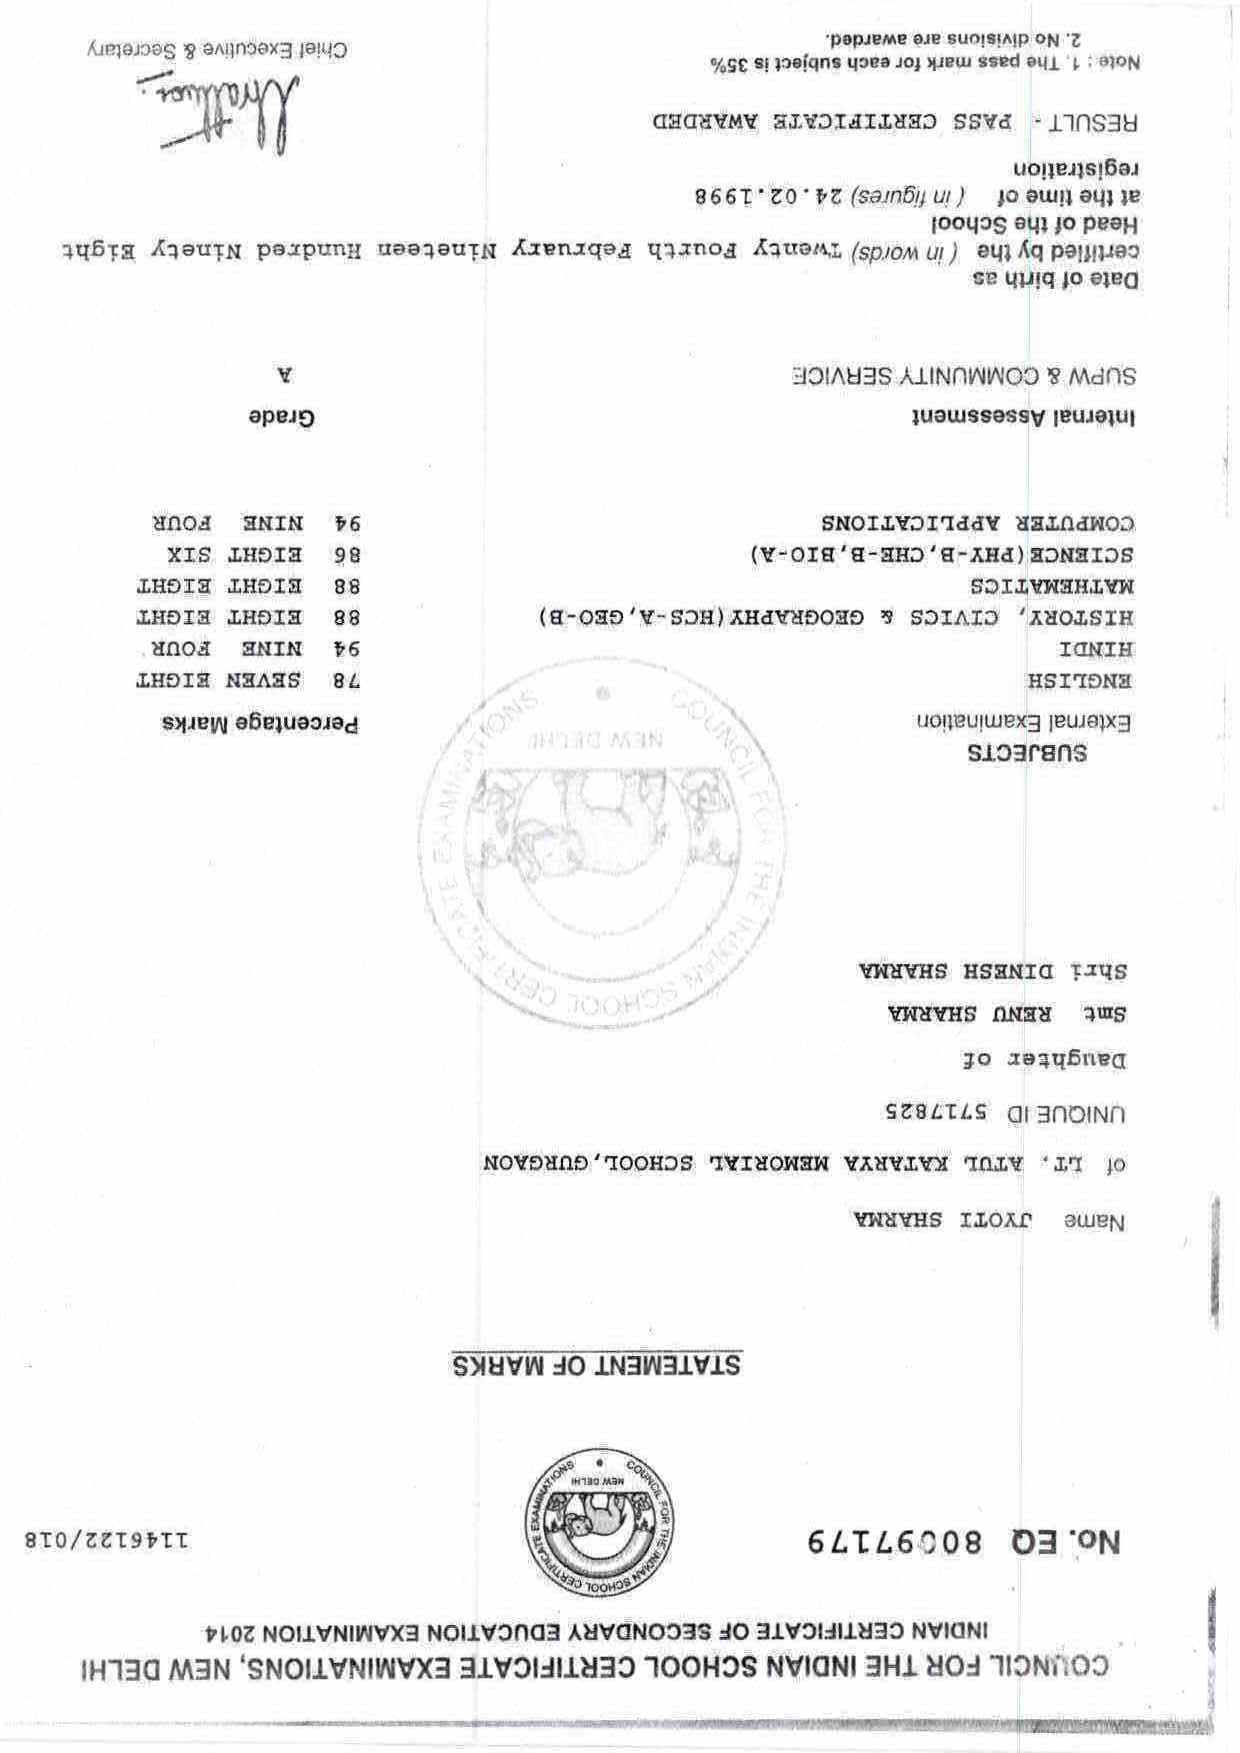 COUNCIL FOR THE INDIAN SCHOOL CERTIFICATE EXAMINATIONS, NEW DELHI
INDIAN CERTIFICATE OF SECONDARY EDUCATION EXAMINATION 2014
No. EQ 8097179 1146122/018
COUNCIL FOR THE INDIAN SCHOOL CERTIFICATE EXAMINATIONS
NEW DELHI
STATEMENT OF MARKS
Name JYOTI SHARMA
of LT. ATUL KATARYA MEMORIAL SCHOOL, GURGAON
UNIQUE ID 5717825
Daughter of
Smt RENU SHARMA
Shri DINESH SHARMA
COUNCIL FOR THE INDIAN SCHOOL CERTIFICATE EXAMINATIONS
NEW DELHI
SUBJECTS
External Examination Percentage Marks
ENGLISH 78 SEVEN EIGHT
HINDI 94 NINE FOUR
HISTORY, CIVICS & GEOGRAPHY(HCS-A,GEO-B) 88 EIGHT EIGHT
MATHEMATICS 88 EIGHT EIGHT
SCIENCE(PHY-B,CHE-B,BIO-A) 86 EIGHT SIX
COMPUTER APPLICATIONS 94 NINE FOUR
Internal Assessment Grade
SUPW & COMMUNITY SERVICE A
Date of birth as
certified by the (in words) Twenty Fourth February Nineteen Hundred Ninety Eight
Head of the School
at the time of (in figures) 24.02.1998
registration
RESULT - PASS CERTIFICATE AWARDED
Note : 1. The pass mark for each subject is 35%
2. No divisions are awarded.
Chief Executive & Secretary